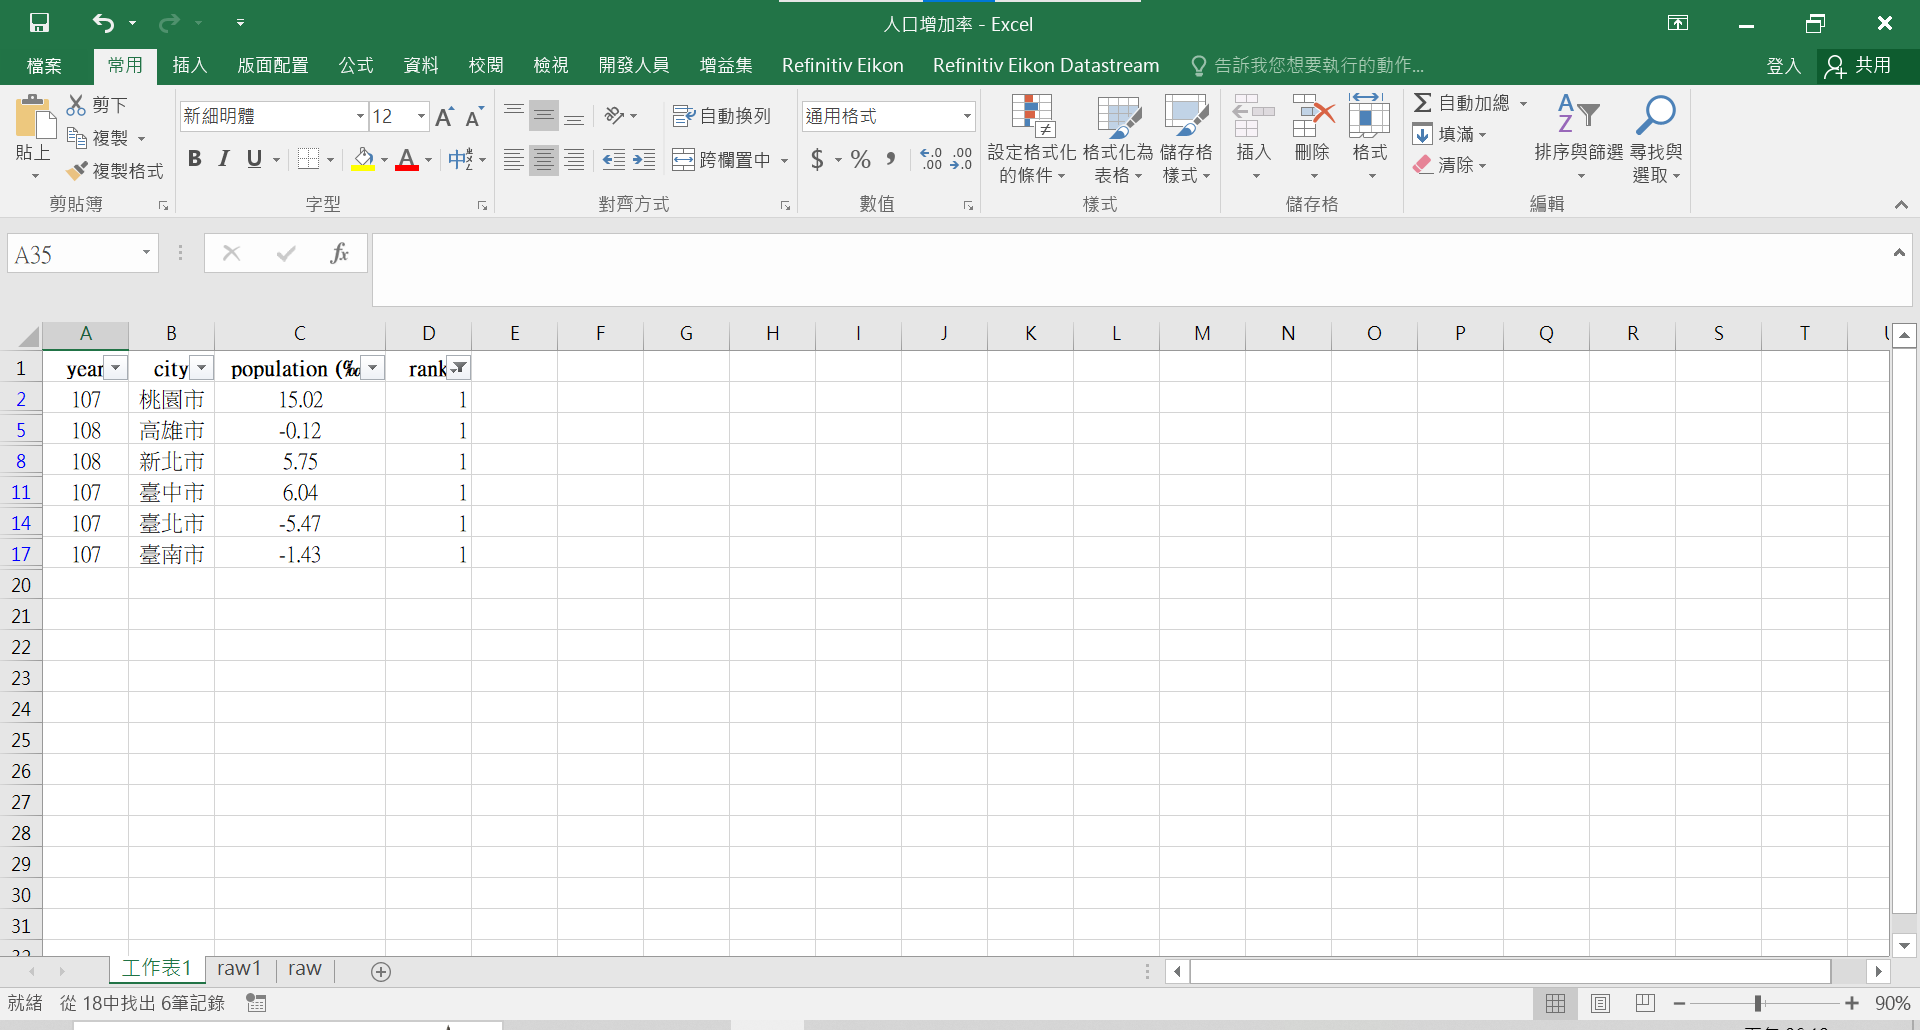 人口增加率 - Excel
檔案 常用 插入 版面配置 公式 資料 校閱 檢視 開發人員 增益集 Refinitiv Eikon Refinitiv Eikon Datastream 告訴我您想要執行的動作... 登入 共用
貼上 剪下 複製 複製格式 剪貼簿
新細明體 12 A A B I U A 中 字型
自動換列 跨欄置中 對齊方式
通用格式 $ % , .0 .00 .00 .0 數值
設定格式化的條件 格式化為表格 儲存格樣式 樣式
插入 刪除 格式 儲存格
Σ 自動加總 填滿 清除 A Z 排序與篩選 尋找與選取 編輯
A35 fx
A B C D E F G H I J K L M N O P Q R S T U
1 year city population (‰ rank
2 107 桃園市 15.02 1
5 108 高雄市 -0.12 1
8 108 新北市 5.75 1
11 107 臺中市 6.04 1
14 107 臺北市 -5.47 1
17 107 臺南市 -1.43 1
20
21
22
23
24
25
26
27
28
29
30
31
32
工作表1 raw1 raw
就緒 從 18中找出 6筆記錄 90%